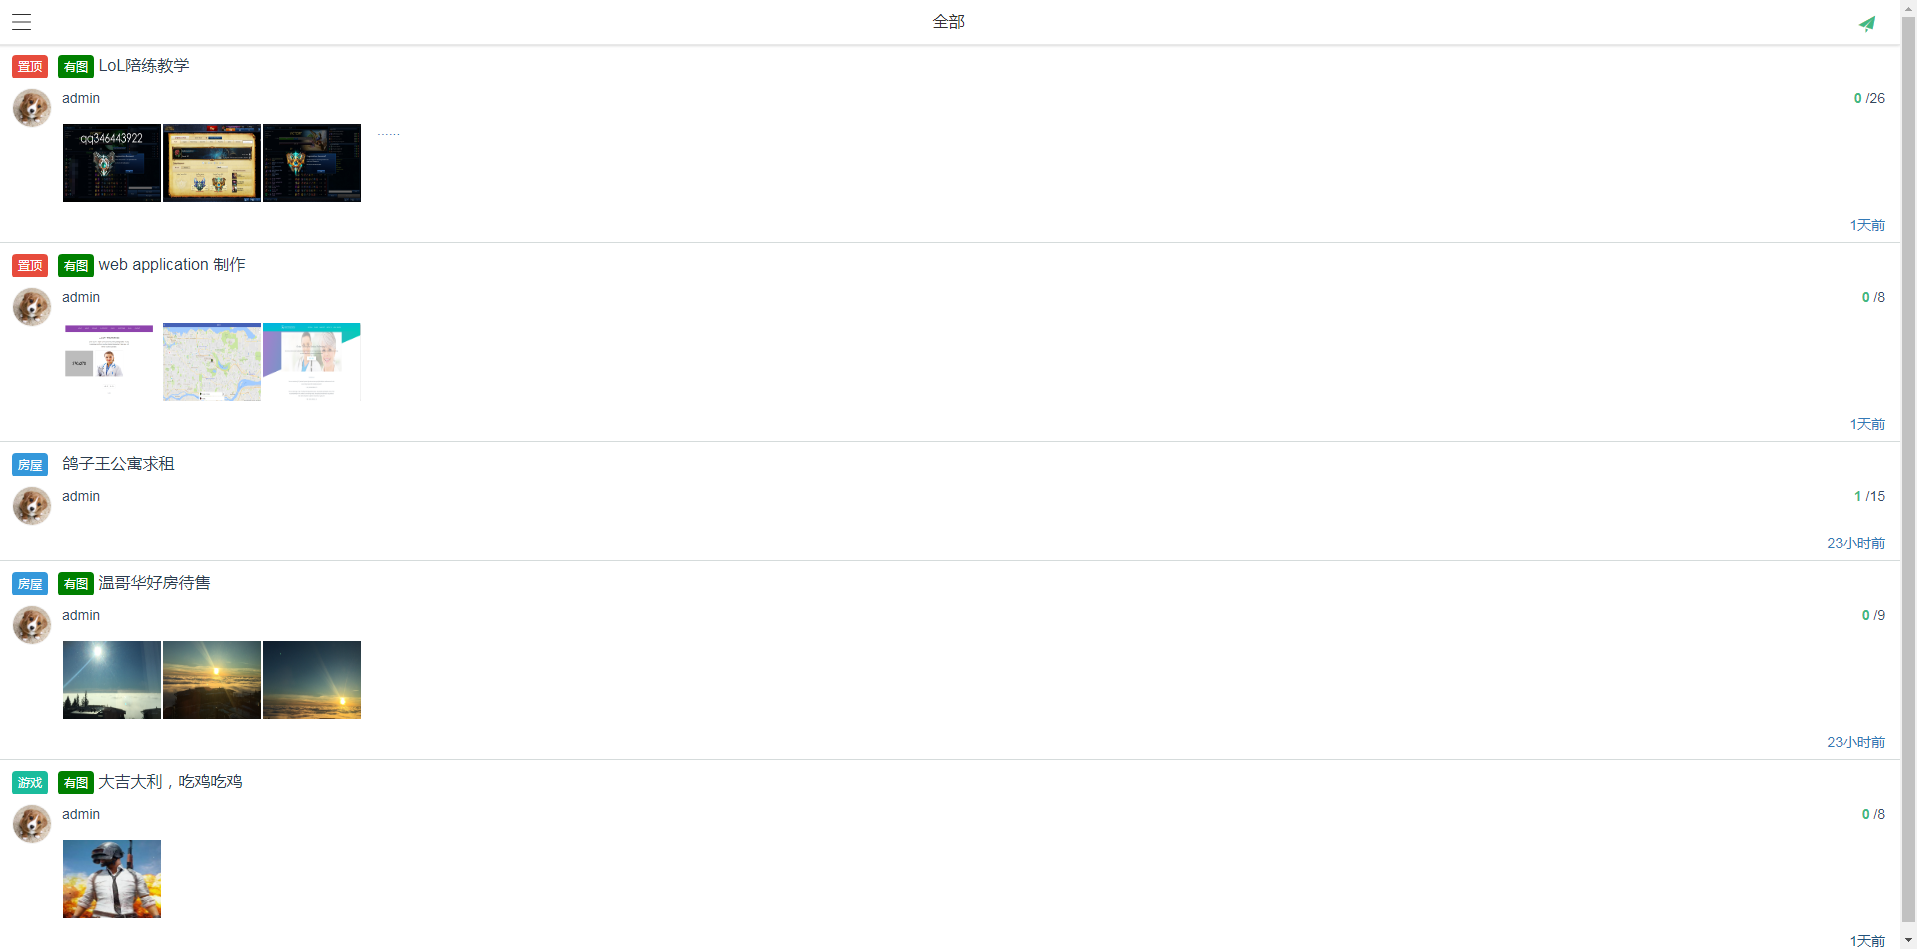 全部
置顶 有图 LoL陪练教学
admin 0 /26
qq346443922
......
1天前
置顶 有图 web application 制作
admin 0 /8
1天前
房屋 鸽子王公寓求租
admin 1 /15
23小时前
房屋 有图 温哥华好房待售
admin 0 /9
23小时前
游戏 有图 大吉大利，吃鸡吃鸡
admin 0 /8
1天前